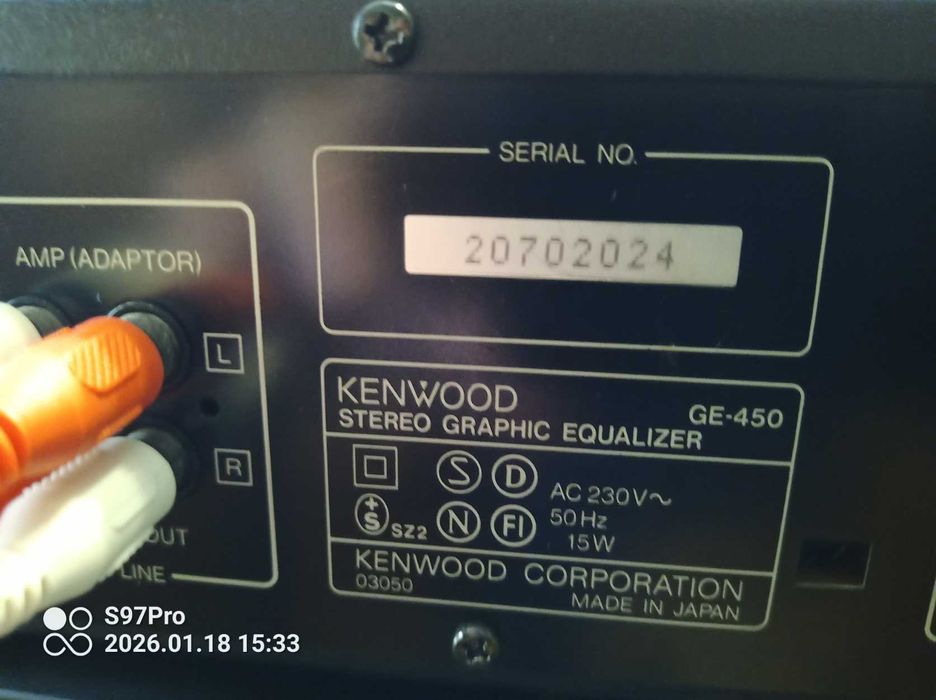 SERIAL NO.
20702024
AMP (ADAPTOR)
L
R
OUT
LINE
KENWOOD
GE-450
STEREO GRAPHIC EQUALIZER
S D
AC 230V~
+S SZ2 N FI
50Hz
15W
KENWOOD CORPORATION
03050
MADE IN JAPAN
S97Pro
2026.01.18 15:33